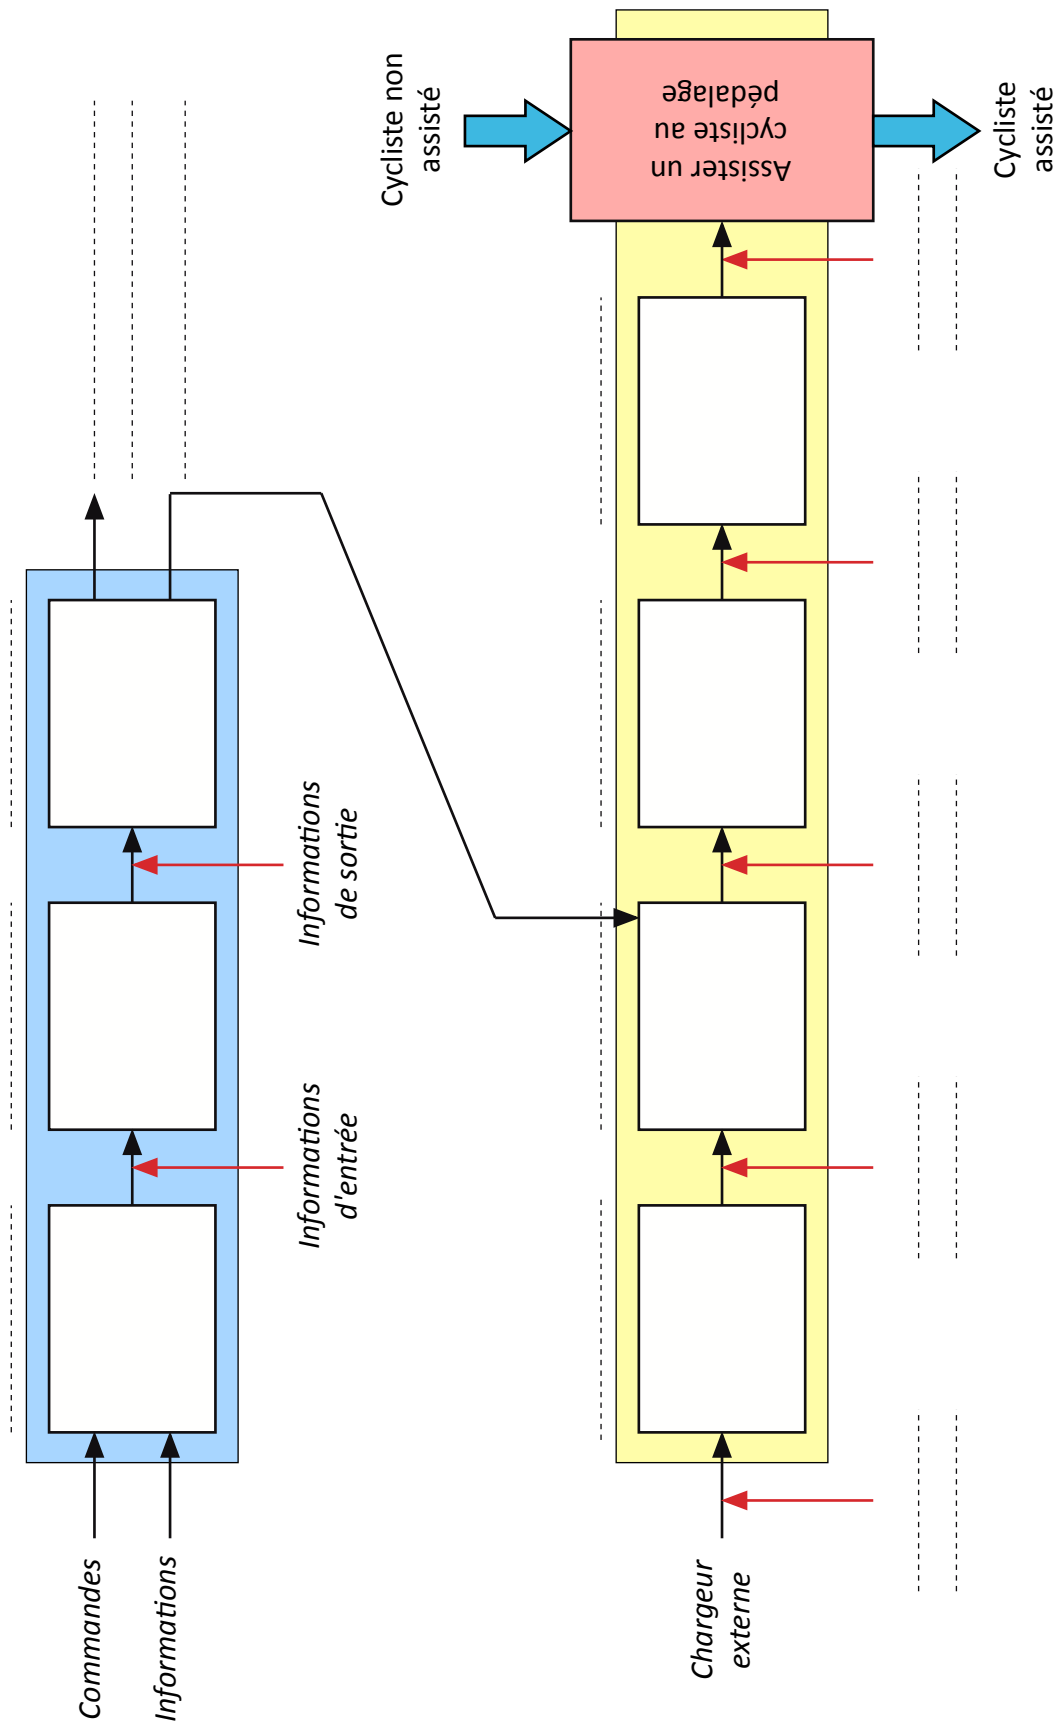 Commandes
Informations
Informations
d'entrée
Informations
de sortie
Chargeur
externe
Cycliste non
assisté
Assister un
cycliste au
pédalage
Cycliste
assisté